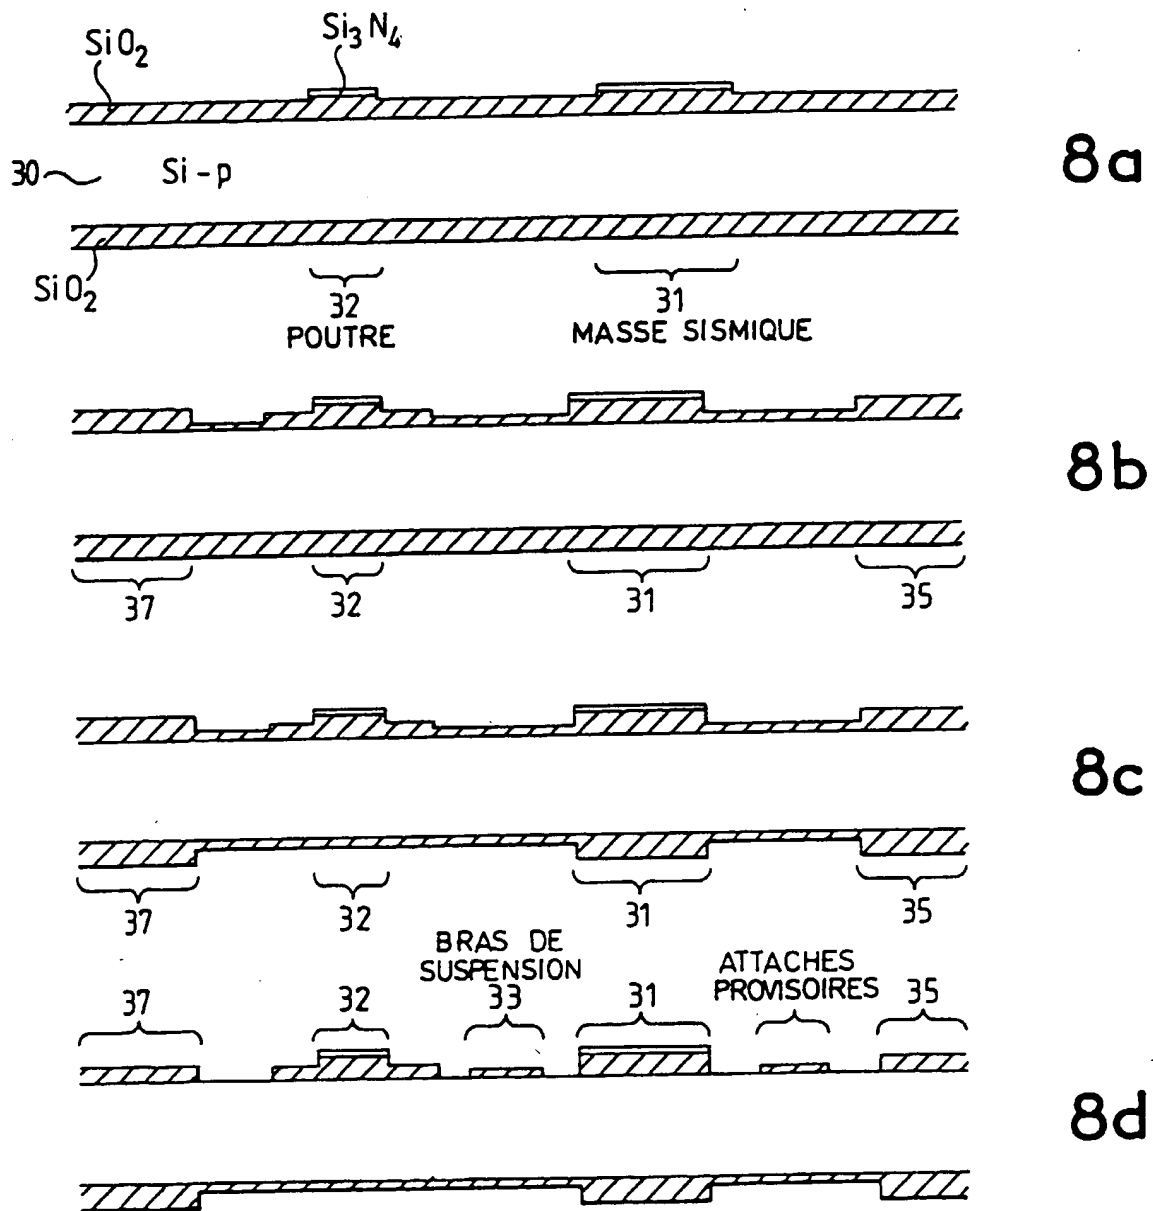 SiO2
Si3N4
8a
30
Si-p
SiO2
32
31
POUTRE
MASSE SISMIQUE
8b
37
32
31
35
8c
37
32
31
35
BRAS DE
SUSPENSION
ATTACHES
PROVISOIRES
37
32
33
31
35
8d